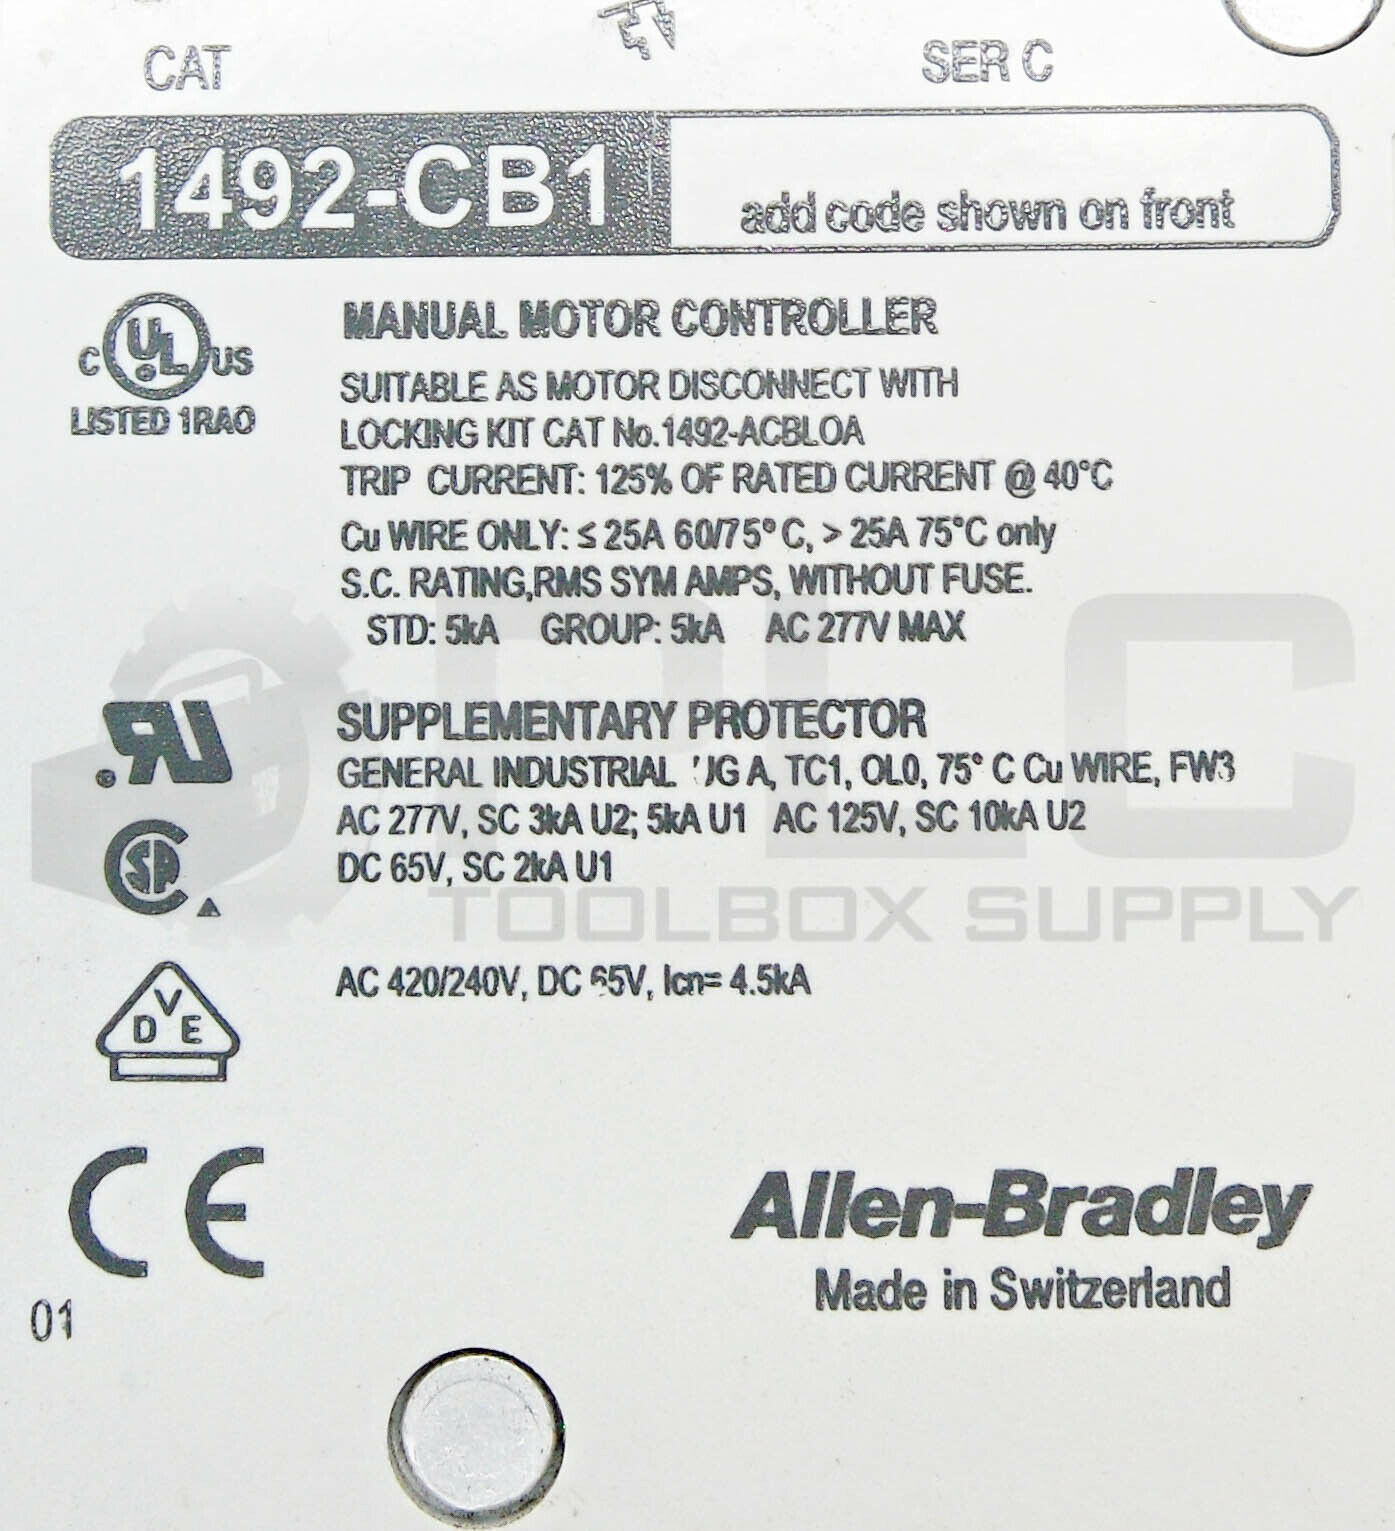 CAT SER C
1492-CB1 add code shown on front
C UL US
LISTED 1RAO
MANUAL MOTOR CONTROLLER
SUITABLE AS MOTOR DISCONNECT WITH
LOCKING KIT CAT No.1492-ACBLOA
TRIP CURRENT: 125% OF RATED CURRENT @ 40°C
Cu WIRE ONLY: ≤ 25A 60/75°C, > 25A 75°C only
S.C. RATING,RMS SYM AMPS, WITHOUT FUSE.
STD: 5kA GROUP: 5kA AC 277V MAX
SUPPLEMENTARY PROTECTOR
GENERAL INDUSTRIAL A, TC1, OL0, 75° C Cu WIRE, FW3
AC 277V, SC 3kA U2; 5kA U1 AC 125V, SC 10kA U2
DC 65V, SC 2kA U1
PLC
TOOLBOX SUPPLY
AC 420/240V, DC 65V, Icn= 4.5kA
V
D E
CE
Allen-Bradley
Made in Switzerland
01